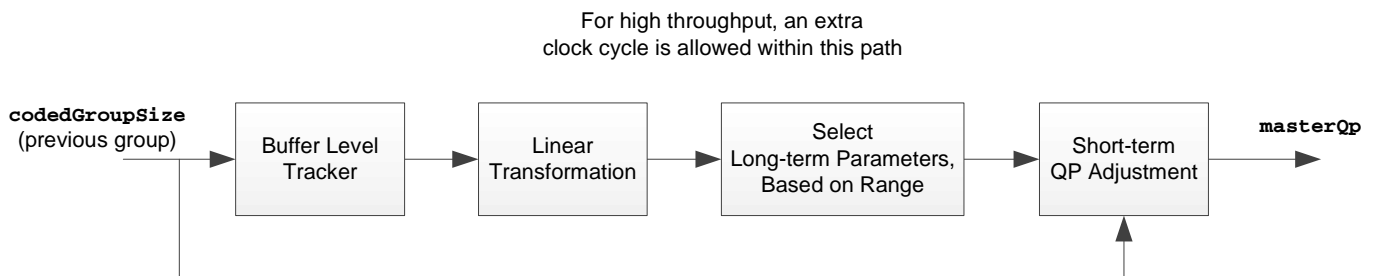 For high throughput, an extra
clock cycle is allowed within this path
codedGroupSize
(previous group)
Buffer Level
Tracker
Linear
Transformation
Select
Long-term Parameters,
Based on Range
Short-term
QP Adjustment
masterQp